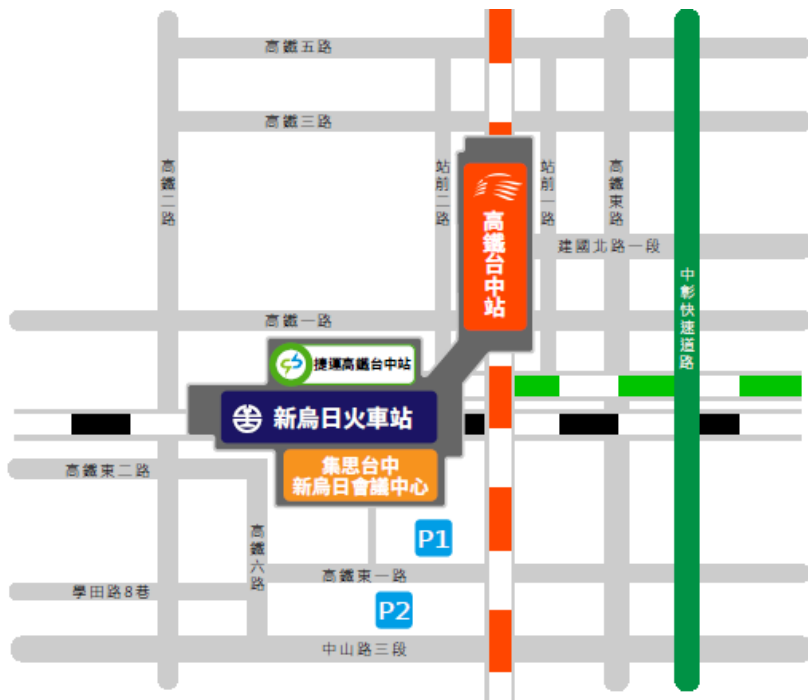 高鐵五路
高鐵三路
高鐵二路
站前二路
站前一路
高鐵東路
高鐵台中站
建國北路一段
中彰快速道路
高鐵一路
捷運高鐵台中站
新烏日火車站
集思台中
新烏日會議中心
高鐵東二路
高鐵六路
P1
高鐵東一路
學田路8巷
P2
中山路三段